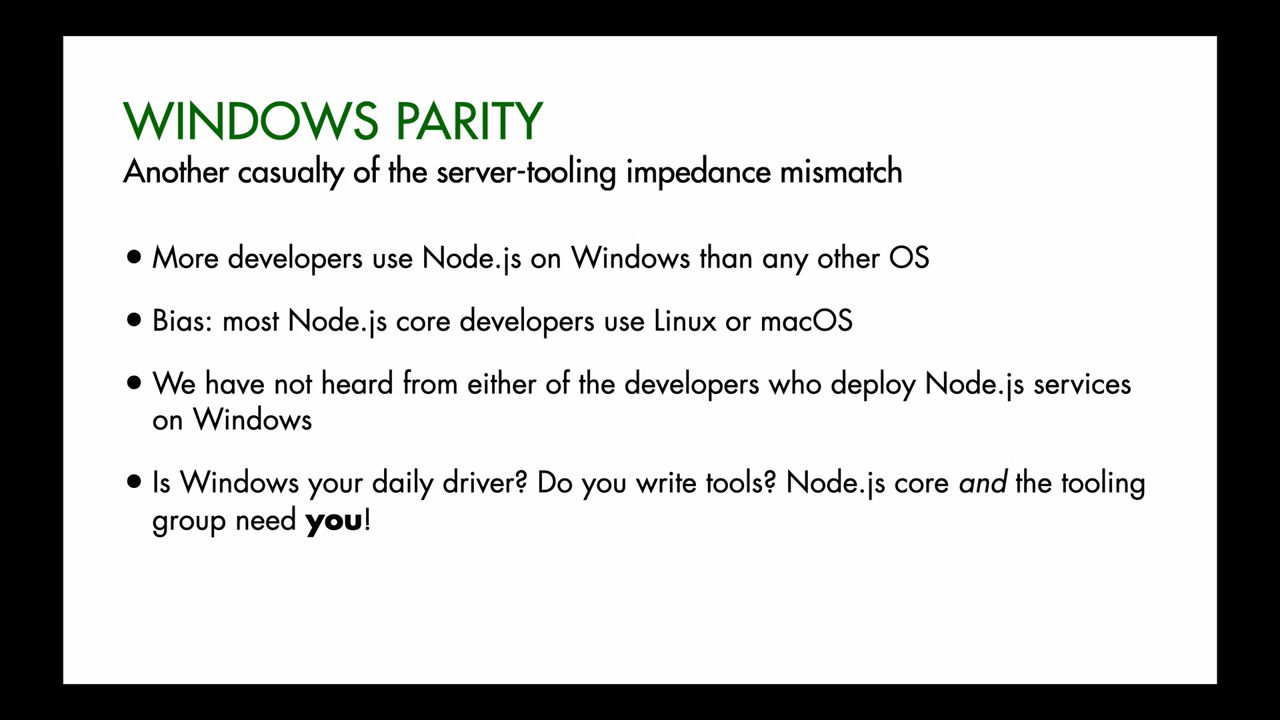 WINDOWS PARITY
Another casualty of the server-tooling impedance mismatch
• More developers use Node.js on Windows than any other OS
• Bias: most Node.js core developers use Linux or macOS
• We have not heard from either of the developers who deploy Node.js services
on Windows
• Is Windows your daily driver? Do you write tools? Node.js core and the tooling
group need you!